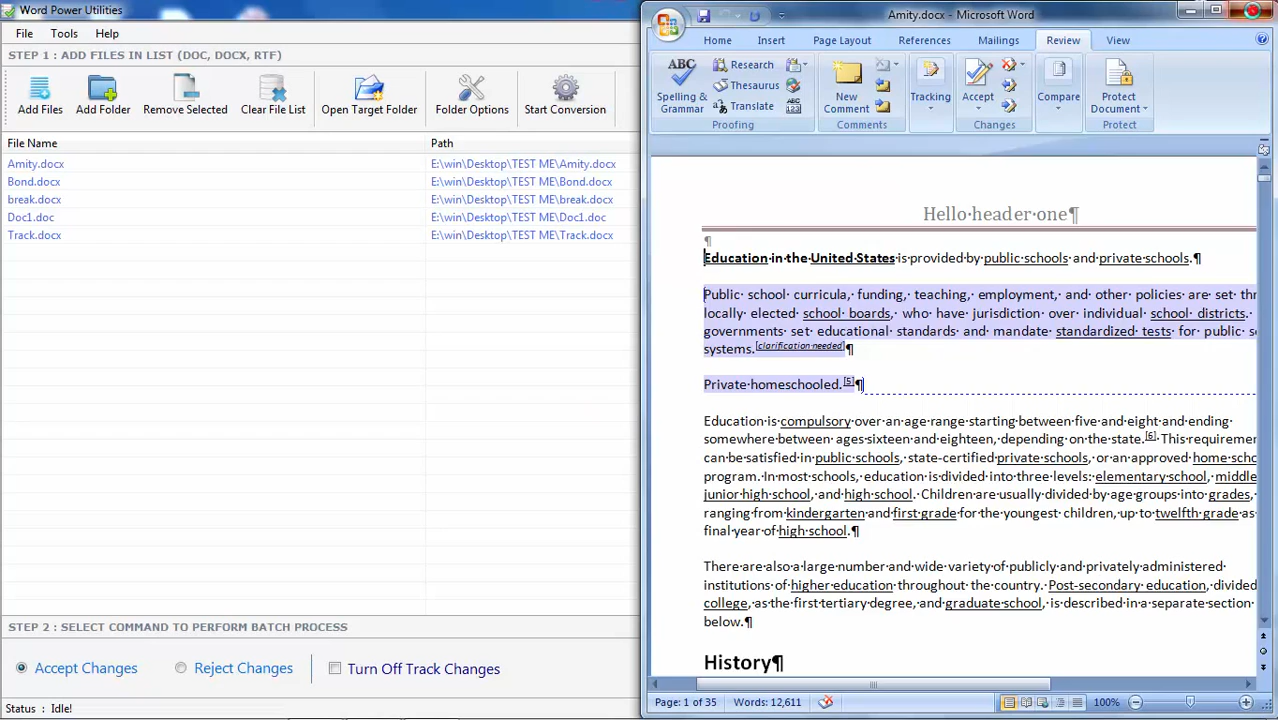 Word Power Utilities
File Tools Help
STEP 1 : ADD FILES IN LIST (DOC, DOCX, RTF)
Add Files Add Folder Remove Selected Clear File List Open Target Folder Folder Options Start Conversion
File Name Path
Amity.docx E:\win\Desktop\TEST ME\Amity.docx
Bond.docx E:\win\Desktop\TEST ME\Bond.docx
break.docx E:\win\Desktop\TEST ME\break.docx
Doc1.doc E:\win\Desktop\TEST ME\Doc1.doc
Track.docx E:\win\Desktop\TEST ME\Track.docx
STEP 2 : SELECT COMMAND TO PERFORM BATCH PROCESS
Accept Changes Reject Changes Turn Off Track Changes
Status : Idle!
Amity.docx - Microsoft Word
Home Insert Page Layout References Mailings Review View
ABC Spelling & Grammar
Research
Thesaurus
Translate
ABC 123
Proofing
New Comment
Comments
Tracking
Accept
Changes
Compare
Protect Document
Protect
Hello·header·one¶
¶
Education·in·the·United·States·is·provided·by·public·schools· and·private·schools.¶
Public· school· curricula,· funding,· teaching,· employment,· and· other· policies· are· set· thr
locally· elected· school· boards,· who· have· jurisdiction· over· individual· school· districts.·
governments· set· educational· standards· and· mandate· standardized· tests· for· public· s
systems.[clarification·needed]¶
Private·homeschooled.[5]¶
Education·is·compulsory·over·an·age·range·starting·between·five·and·eight·and·ending·
somewhere·between· ages·sixteen·and·eighteen,·depending·on·the·state.[6]·This·requiremen
can·be·satisfied·in·public·schools,·state-certified·private·schools,·or·an·approved·home·scho
program.·In·most·schools,·education·is·divided·into·three·levels:·elementary·school,·middle
junior·high·school,·and·high·school.·Children·are·usually·divided·by·age·groups·into·grades,·
ranging·from·kindergarten·and·first·grade·for·the·youngest·children,·up·to·twelfth·grade·as·
final·year·of·high·school.¶
There·are·also·a·large·number·and·wide·variety·of·publicly·and·privately·administered·
institutions·of·higher·education·throughout·the·country.·Post-secondary·education,·divided
college,·as·the·first·tertiary·degree,·and·graduate·school,·is·described·in·a·separate·section·
below.¶
History¶
Page: 1 of 35 Words: 12,611 100%